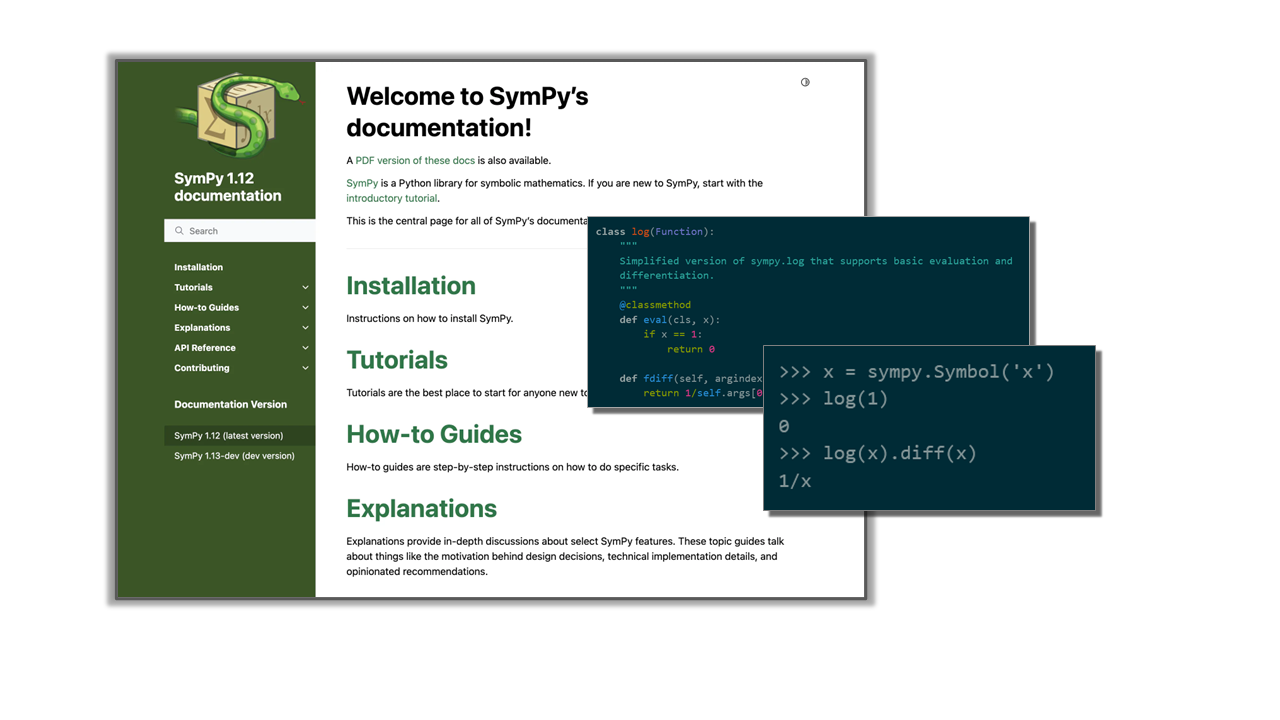 SymPy 1.12
documentation
Search
Installation
Tutorials
How-to Guides
Explanations
API Reference
Contributing
Documentation Version
SymPy 1.12 (latest version)
SymPy 1.13-dev (dev version)
Welcome to SymPy’s
documentation!
A PDF version of these docs is also available.
SymPy is a Python library for symbolic mathematics. If you are new to SymPy, start with the
introductory tutorial.
This is the central page for all of SymPy’s
Installation
Instructions on how to install SymPy.
Tutorials
Tutorials are the best place to start for anyone new
How-to Guides
How-to guides are step-by-step instructions on how to do specific tasks.
Explanations
Explanations provide in-depth discussions about select SymPy features. These topic guides talk
about things like the motivation behind design decisions, technical implementation details, and
opinionated recommendations.
class log(Function):
"""
Simplified version of sympy.log that supports basic evaluation and
differentiation.
"""
@classmethod
def eval(cls, x):
if x == 1:
return 0
def fdiff(self, argindex
return 1/self.args[0
>>> x = sympy.Symbol('x')
>>> log(1)
0
>>> log(x).diff(x)
1/x